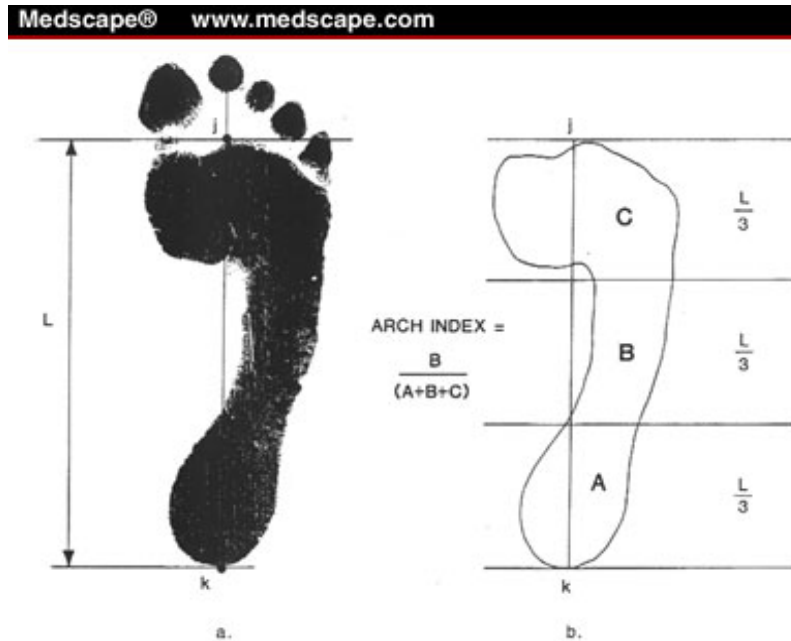 Medscape® www.medscape.com
j
L
k
a.
ARCH INDEX =
B
(A+B+C)
j
C
L
3
B
L
3
A
L
3
k
b.